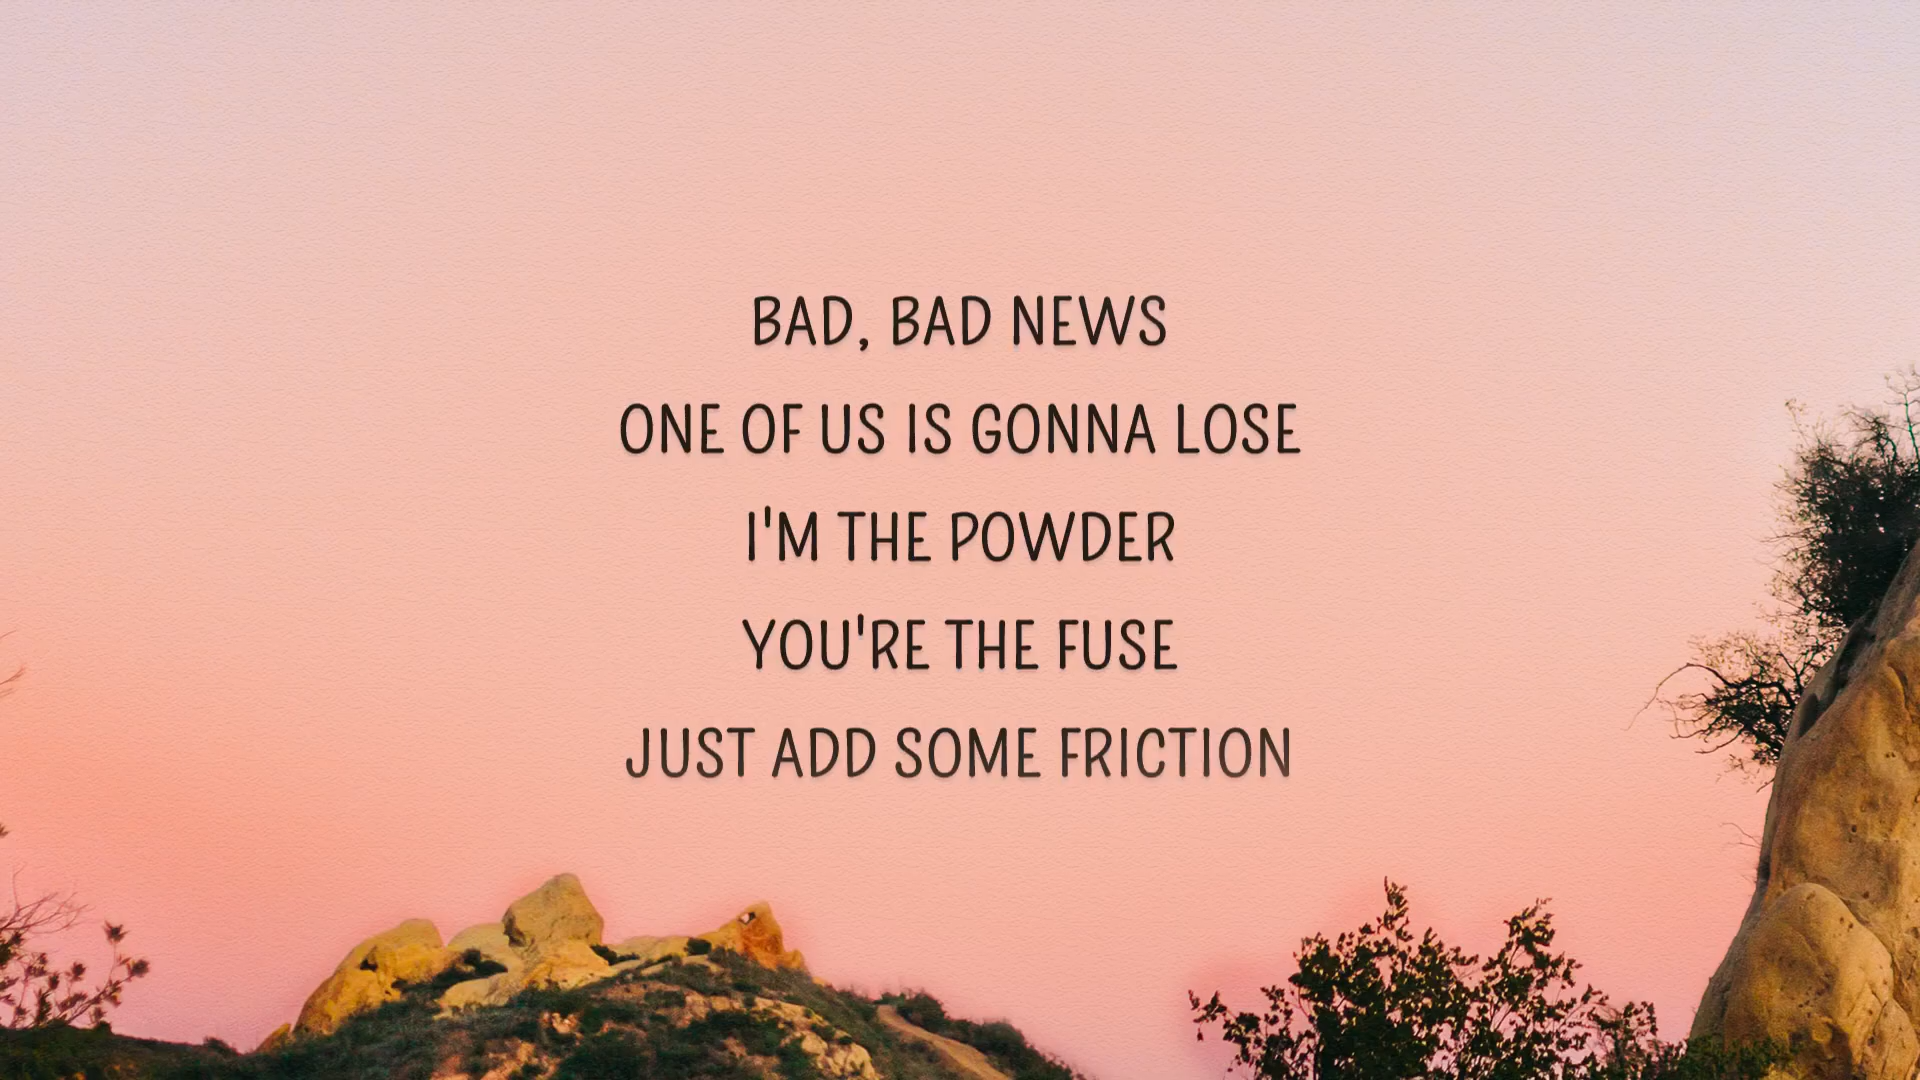 BAD, BAD NEWS
ONE OF US IS GONNA LOSE
I'M THE POWDER
YOU'RE THE FUSE
JUST ADD SOME FRICTION